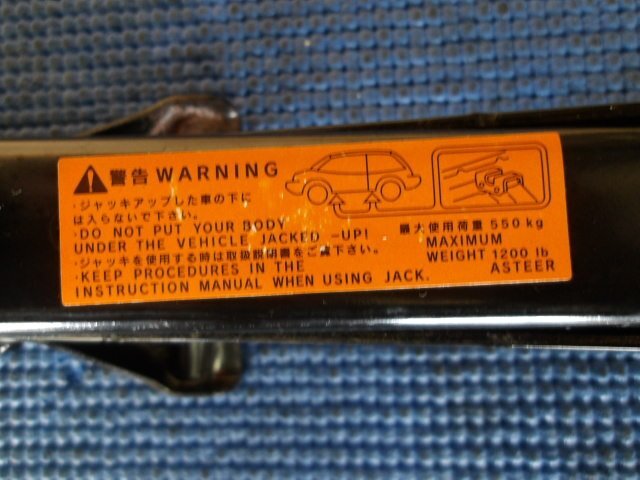 警告 WARNING
・ジャッキアップした車の下に
は入らないで下さい。
・DO NOT PUT YOUR BODY
UNDER THE VEHICLE JACKED -UP!
・ジャッキを使用する時は取扱説明書をご覧下さい。
・KEEP PROCEDURES IN THE
INSTRUCTION MANUAL WHEN USING JACK.
最大使用荷重 550 kg
MAXIMUM
WEIGHT 1200 lb
ASTEER